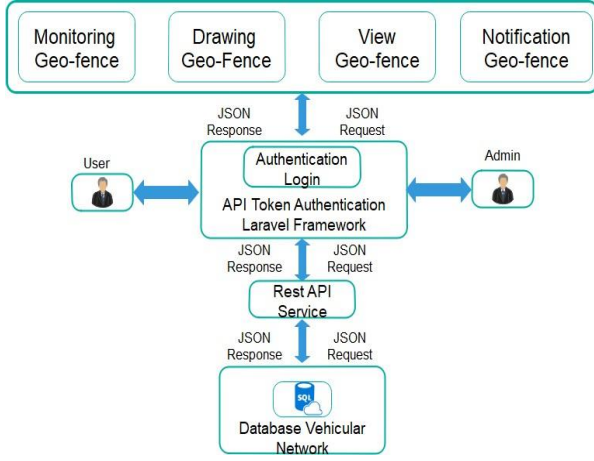 Monitoring
Geo-fence
Drawing
Geo-Fence
View
Geo-fence
Notification
Geo-fence
JSON
Response
JSON
Request
User
Authentication
Login
API Token Authentication
Laravel Framework
Admin
JSON
Response
JSON
Request
Rest API
Service
JSON
Response
JSON
Request
SQL
Database Vehicular
Network